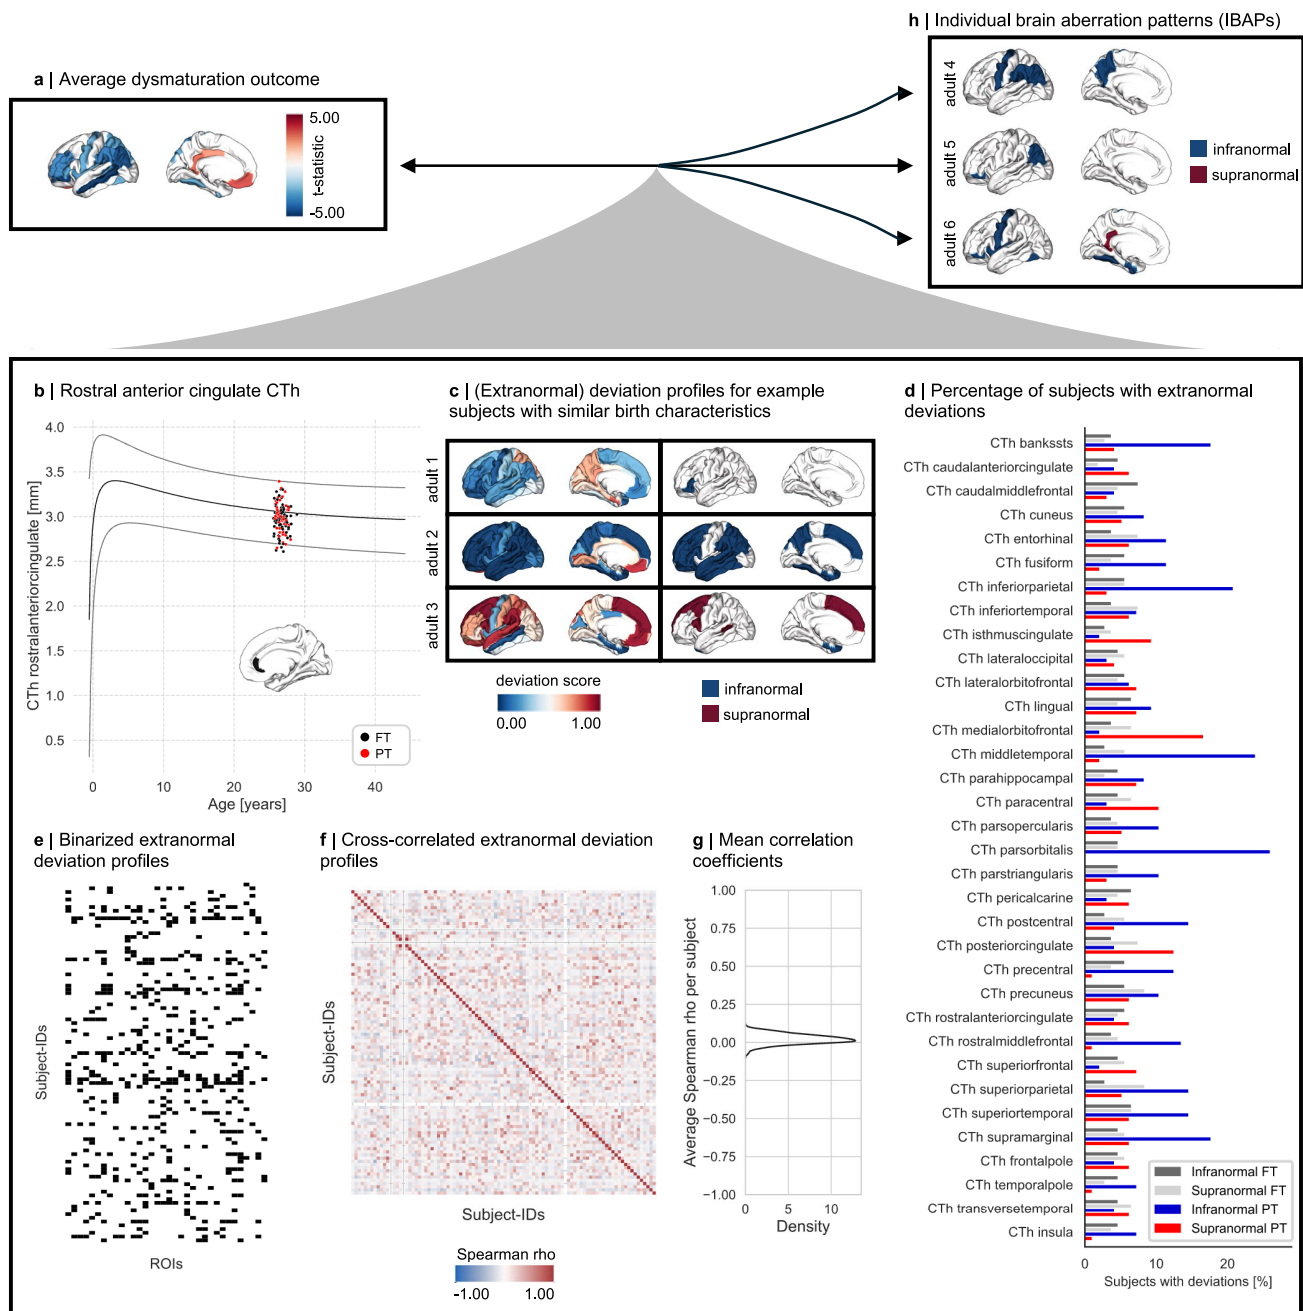 h | Individual brain aberration patterns (IBAPs)
a | Average dysmaturation outcome
5.00
t-statistic
-5.00
adult 4
adult 5
adult 6
infranormal
supranormal
b | Rostral anterior cingulate CTh
CTh rostralanteriorcingulate [mm]
4.0
3.5
3.0
2.5
2.0
1.5
1.0
0.5
FT
PT
0 10 20 30 40
Age [years]
c | (Extranormal) deviation profiles for example
subjects with similar birth characteristics
adult 1
adult 2
adult 3
deviation score
0.00 1.00
infranormal
supranormal
d | Percentage of subjects with extranormal
deviations
CTh bankssts
CTh caudalanteriorcingulate
CTh caudalmiddlefrontal
CTh cuneus
CTh entorhinal
CTh fusiform
CTh inferiorparietal
CTh inferiortemporal
CTh isthmuscingulate
CTh lateraloccipital
CTh lateralorbitofrontal
CTh lingual
CTh medialorbitofrontal
CTh middletemporal
CTh parahippocampal
CTh paracentral
CTh parsopercularis
CTh parsorbitalis
CTh parstriangularis
CTh pericalcarine
CTh postcentral
CTh posteriorcingulate
CTh precentral
CTh precuneus
CTh rostralanteriorcingulate
CTh rostralmiddlefrontal
CTh superiorfrontal
CTh superiorparietal
CTh superiortemporal
CTh supramarginal
CTh frontalpole
CTh temporalpole
CTh transversetemporal
CTh insula
Infranormal FT
Supranormal FT
Infranormal PT
Supranormal PT
0 10 20
Subjects with deviations [%]
e | Binarized extranormal
deviation profiles
Subject-IDs
ROIs
f | Cross-correlated extranormal deviation
profiles
Subject-IDs
Subject-IDs
Spearman rho
-1.00 1.00
g | Mean correlation
coefficients
Average Spearman rho per subject
1.00
0.75
0.50
0.25
0.00
−0.25
−0.50
−0.75
−1.00
0 5 10
Density